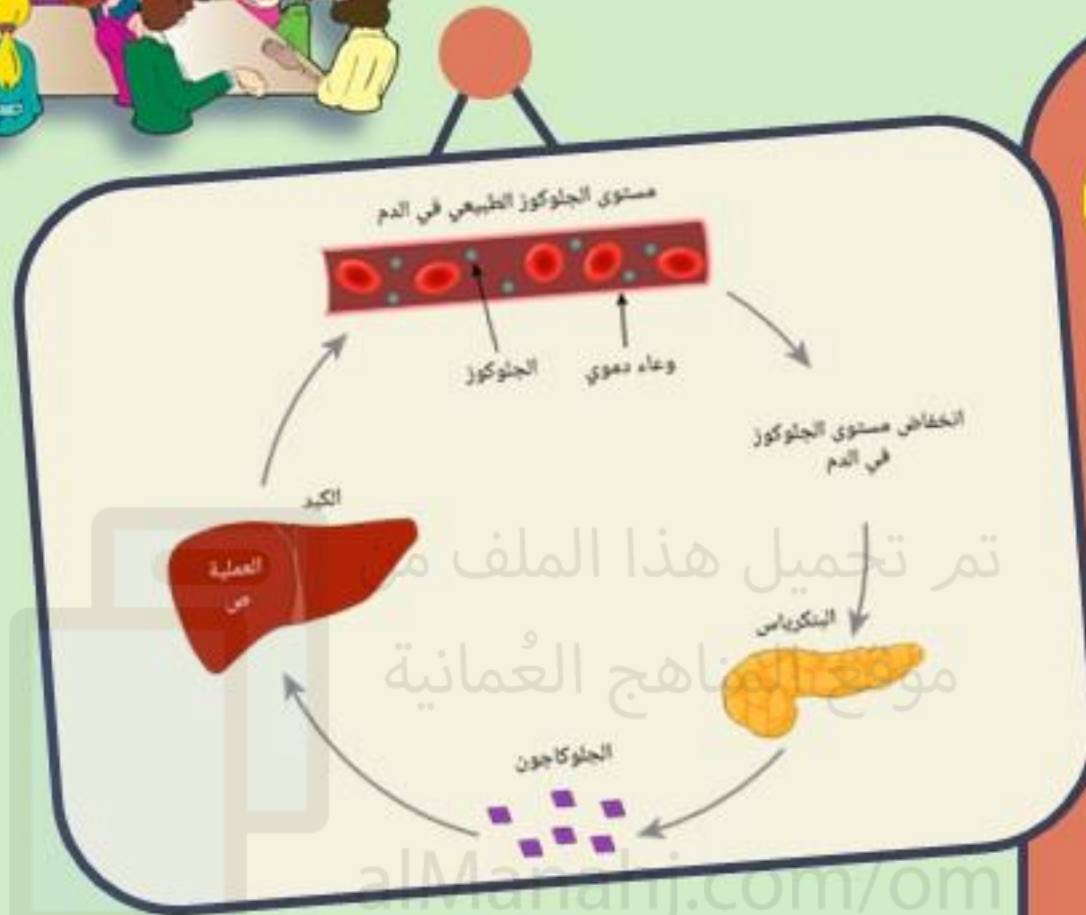 مستوى الجلوكوز الطبيعي في الدم
الجلوكوز
وعاء دموي
انخفاض مستوى الجلوكوز
في الدم
البنكرياس
الجلوكاجون
الكبد
العملية
ص
تم تحميل هذا الملف من
موقع المناهج العُمانية
alManahj.com/om